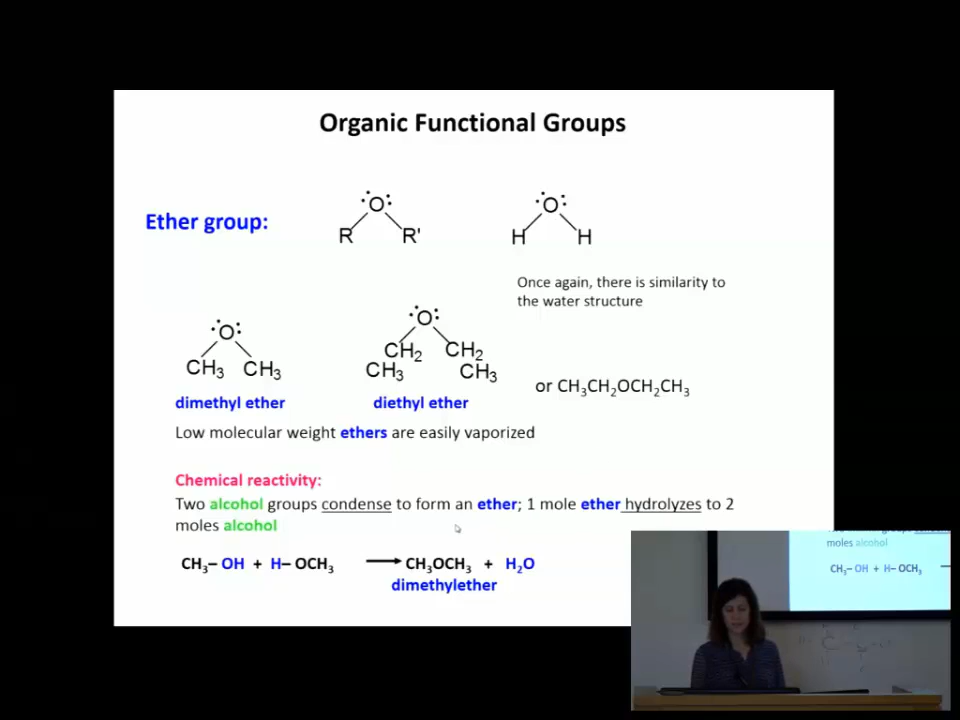 Organic Functional Groups
Ether group:
O
R R'
O
H H
Once again, there is similarity to
the water structure
O
CH₃ CH₃
O
CH₂ CH₂
CH₃ CH₃
or CH₃CH₂OCH₂CH₃
dimethyl ether
diethyl ether
Low molecular weight ethers are easily vaporized
Chemical reactivity:
Two alcohol groups condense to form an ether; 1 mole ether hydrolyzes to 2
moles alcohol
CH₃– OH + H– OCH₃ ⟶ CH₃OCH₃ + H₂O
dimethylether
moles alcohol
CH₃– OH + H– OCH₃